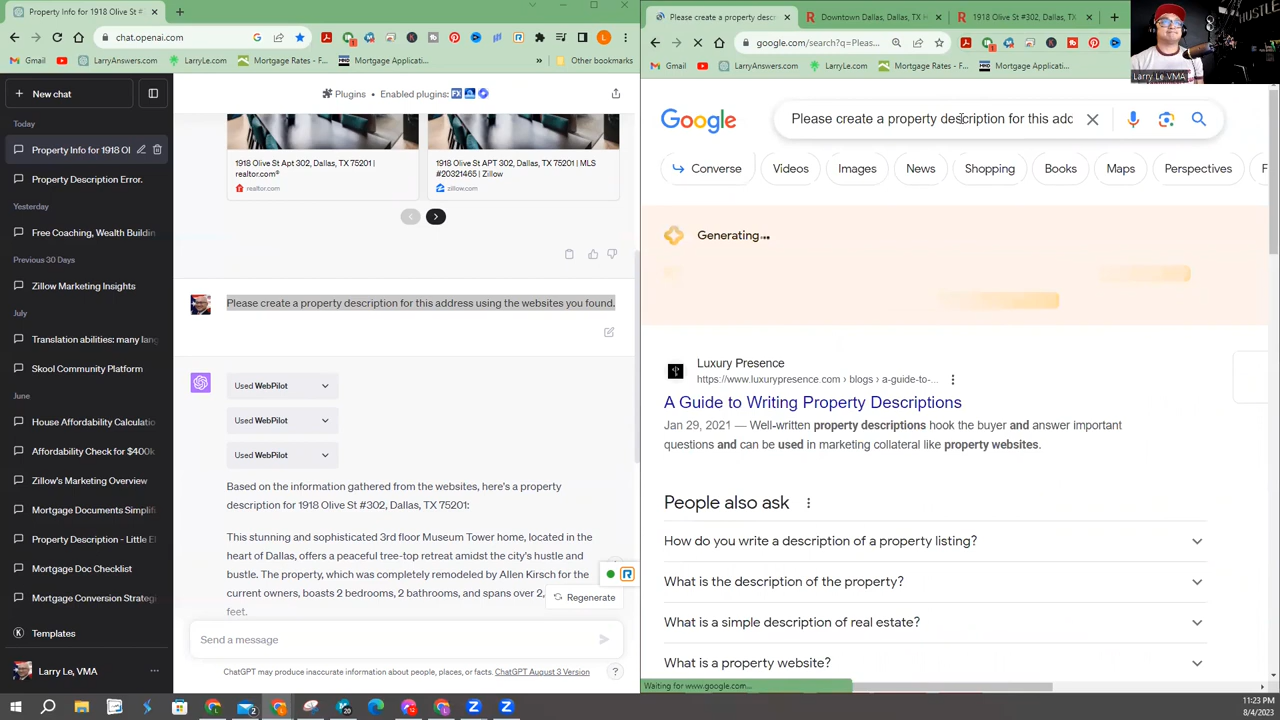 Property Info for 1918 Olive St #
chat.openai.com
Gmail
YouTube
LarryAnswers.com
LarryLe.com
Mortgage Rates - F...
Mortgage Applicati...
Other bookmarks
New chat
Today
Property Info for 1918 Ol
Property Description Error.
Yesterday
Free Coaching, Wealth Buildin
Previous 30 Days
Zillow Marketing Insights
July
Translation abilities: many lang
Skool Community Platform
June
House Affordability Calculatio
Affordability Check for $400k
Zillow's Marketing Overview
Mortgage Documents Simplif
Property Description - Little E
Mortgage Doc Checklist
Mortgage Conversion Strateg
Templates
Larry Le, VMA
Plugins • Enabled plugins:
1918 Olive St Apt 302, Dallas, TX 75201 |
realtor.com®
realtor.com
1918 Olive St APT 302, Dallas, TX 75201 | MLS
#20321465 | Zillow
zillow.com
Please create a property description for this address using the websites you found.
Used WebPilot
Used WebPilot
Used WebPilot
Based on the information gathered from the websites, here's a property
description for 1918 Olive St #302, Dallas, TX 75201:
This stunning and sophisticated 3rd floor Museum Tower home, located in the
heart of Dallas, offers a peaceful tree-top retreat amidst the city's hustle and
bustle. The property, which was completely remodeled by Allen Kirsch for the
current owners, boasts 2 bedrooms, 2 bathrooms, and spans over 2,
feet.
Regenerate
Send a message
ChatGPT may produce inaccurate information about people, places, or facts. ChatGPT August 3 Version
Please create a property descr
Downtown Dallas, Dallas, TX H
1918 Olive St #302, Dallas, TX
google.com/search?q=Pleas...
Gmail
YouTube
LarryAnswers.com
LarryLe.com
Mortgage Rates - F...
Mortgage Applicati...
HUSTLE
Larry Le VMA
Google
Please create a property description for this add
Converse
Videos
Images
News
Shopping
Books
Maps
Perspectives
F
Generating...
Luxury Presence
https://www.luxurypresence.com › blogs › a-guide-to-...
A Guide to Writing Property Descriptions
Jan 29, 2021 — Well-written property descriptions hook the buyer and answer important
questions and can be used in marketing collateral like property websites.
People also ask
How do you write a description of a property listing?
What is the description of the property?
What is a simple description of real estate?
What is a property website?
Waiting for www.google.com...
11:23 PM
8/4/2023